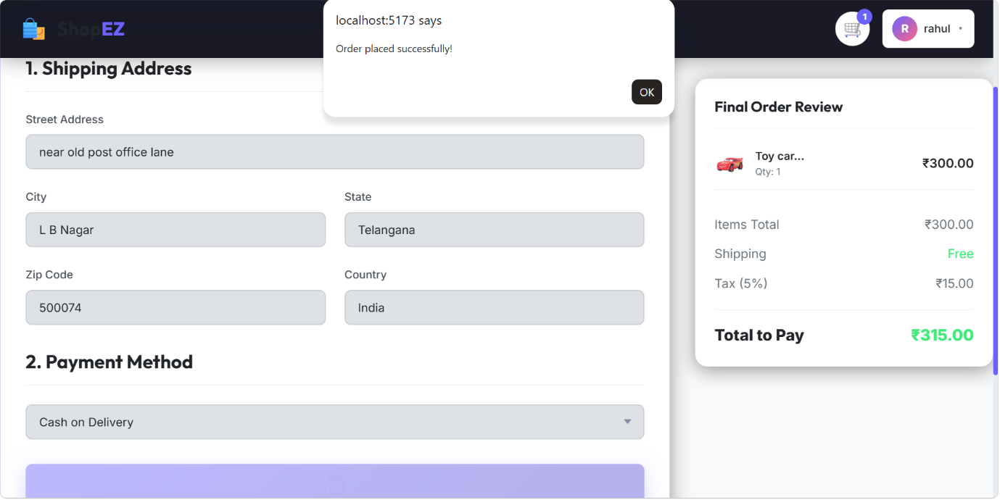 ShopEZ
localhost:5173 says
Order placed successfully!
OK
1
R rahul
1. Shipping Address
Street Address
near old post office lane
City State
L B Nagar Telangana
Zip Code Country
500074 India
2. Payment Method
Cash on Delivery
Final Order Review
Toy car...
Qty: 1
₹300.00
Items Total ₹300.00
Shipping Free
Tax (5%) ₹15.00
Total to Pay ₹315.00